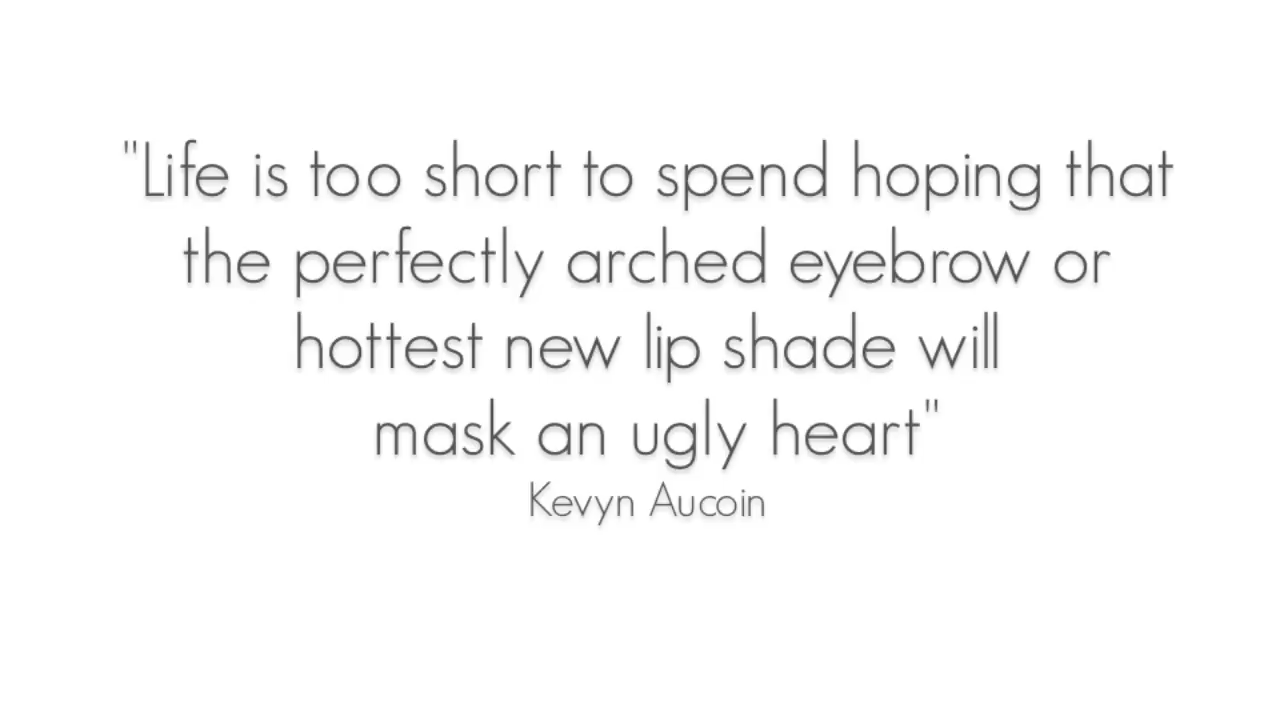 "Life is too short to spend hoping that
the perfectly arched eyebrow or
hottest new lip shade will
mask an ugly heart"
Kevyn Aucoin